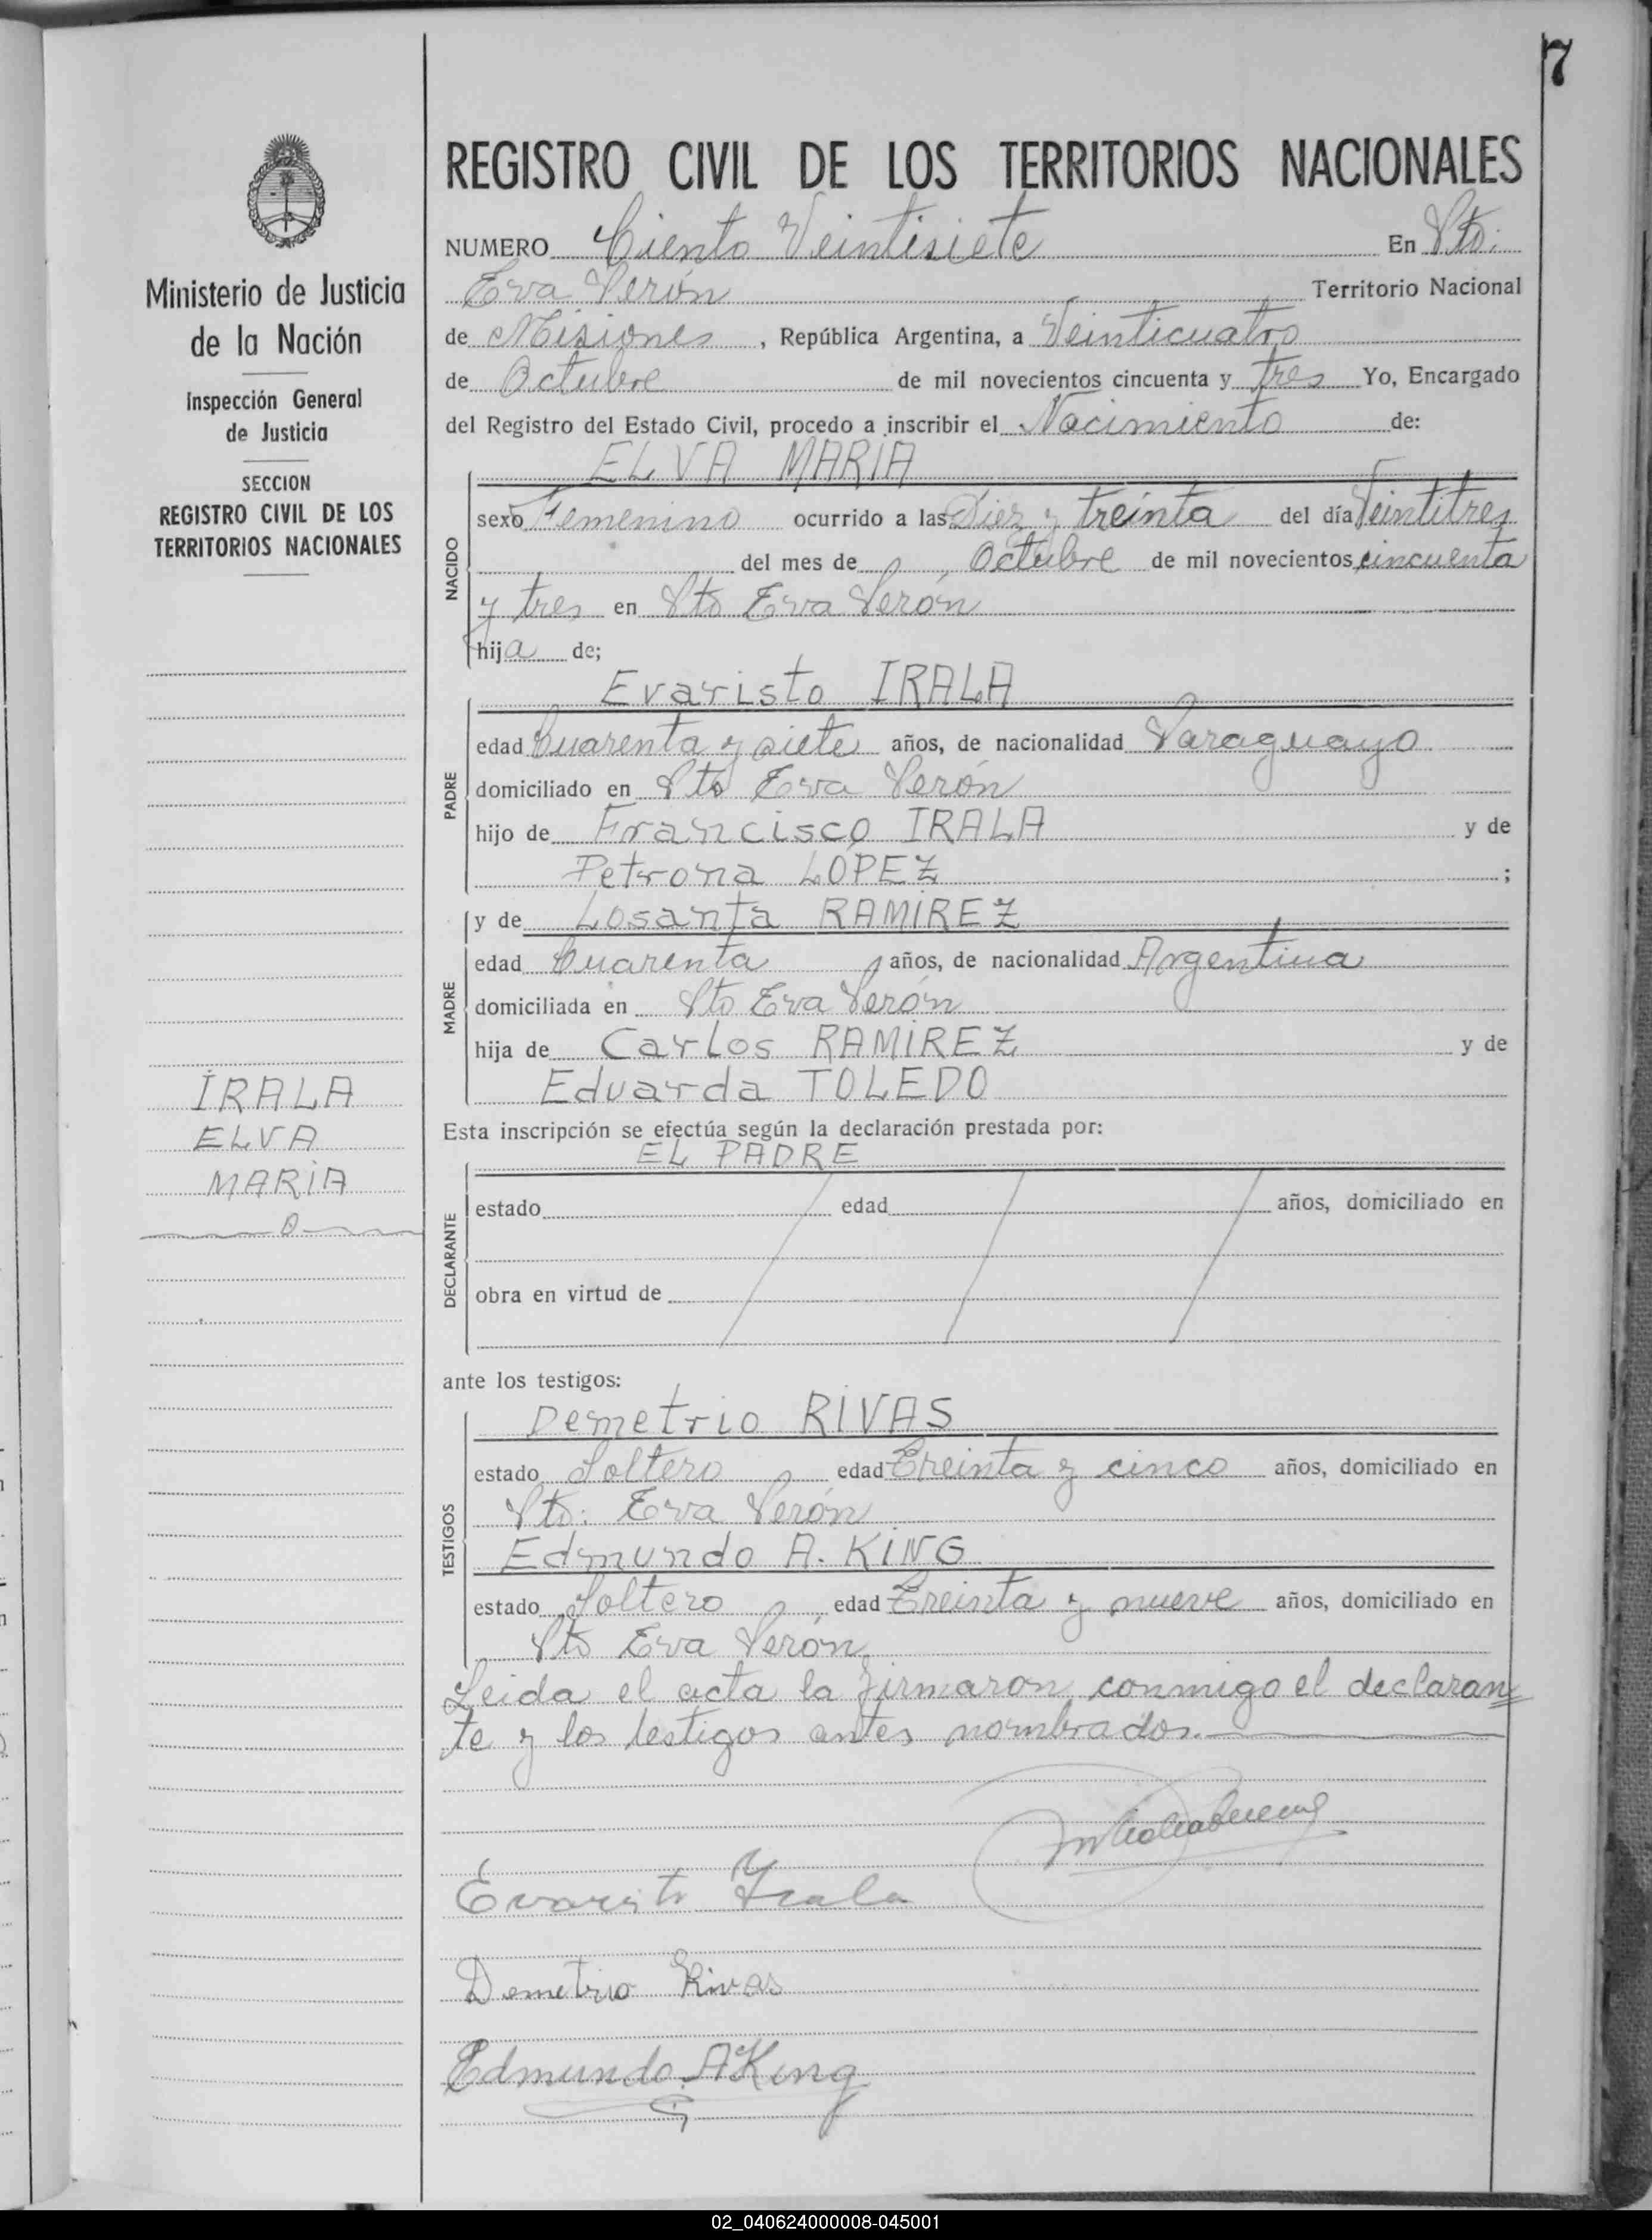 7
Ministerio de Justicia
de la Nación
Inspección General
de Justicia
SECCION
REGISTRO CIVIL DE LOS
TERRITORIOS NACIONALES
IRALA
ELVA
MARIA
REGISTRO CIVIL DE LOS TERRITORIOS NACIONALES
NUMERO Ciento Veintisiete En Pto:
Eva Perón Territorio Nacional
de Misiones, República Argentina, a Veinticuatro
de Octubre de mil novecientos cincuenta y tres Yo, Encargado
del Registro del Estado Civil, procedo a inscribir el Nacimiento de:
NACIDO
ELVA MARIA
sexo Femenino ocurrido a las Diez y treinta del día Veintitres
del mes de Octubre de mil novecientos cincuenta
y tres en Pto Eva Perón
hija de;
PADRE
Evaristo IRALA
edad Cuarenta y siete años, de nacionalidad Paraguayo
domiciliado en Pto Eva Perón
hijo de Francisco IRALA y de
Petrona LOPEZ ;
MADRE
y de Losanta RAMIREZ
edad Cuarenta años, de nacionalidad Argentina
domiciliada en Pto Eva Perón
hija de Carlos RAMIREZ y de
Eduarda TOLEDO
Esta inscripción se efectúa según la declaración prestada por:
DECLARANTE
EL PADRE
estado edad años, domiciliado en
obra en virtud de
ante los testigos:
TESTIGOS
Demetrio RIVAS
estado Soltero edad Treinta y cinco años, domiciliado en
Pto: Eva Perón
Edmundo A. KING
estado Soltero edad Treinta y nueve años, domiciliado en
Pto Eva Perón
Leida el acta la firmaron conmigo el declaran=
te y los testigos antes nombrados.
Evaristo Irala
Demetrio Rivas
Edmundo A King
02_040624000008-045001